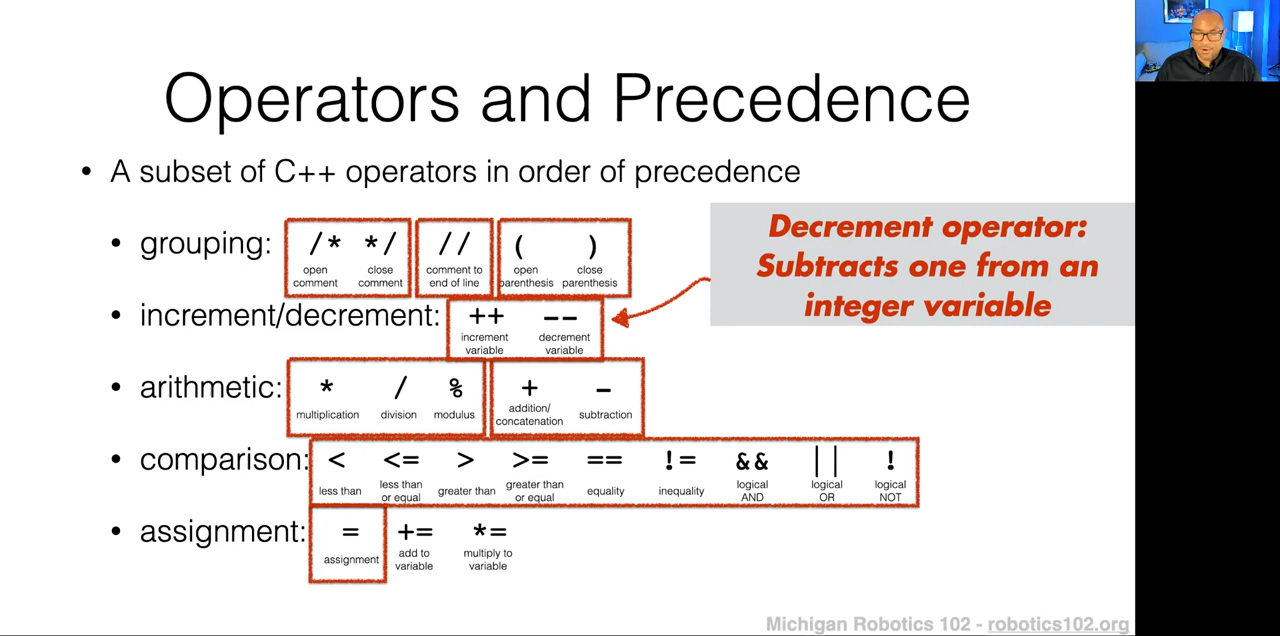 Operators and Precedence
• A subset of C++ operators in order of precedence
Decrement operator:
Subtracts one from an
integer variable
• grouping: /* */ // ( )
open comment close comment comment to end of line open parenthesis close parenthesis
• increment/decrement: ++ --
increment variable decrement variable
• arithmetic: * / % + -
multiplication division modulus addition/ concatenation subtraction
• comparison: < <= > >= == != && || !
less than less than or equal greater than greater than or equal equality inequality logical AND logical OR logical NOT
• assignment: = += *=
assignment add to variable multiply to variable
Michigan Robotics 102 - robotics102.org